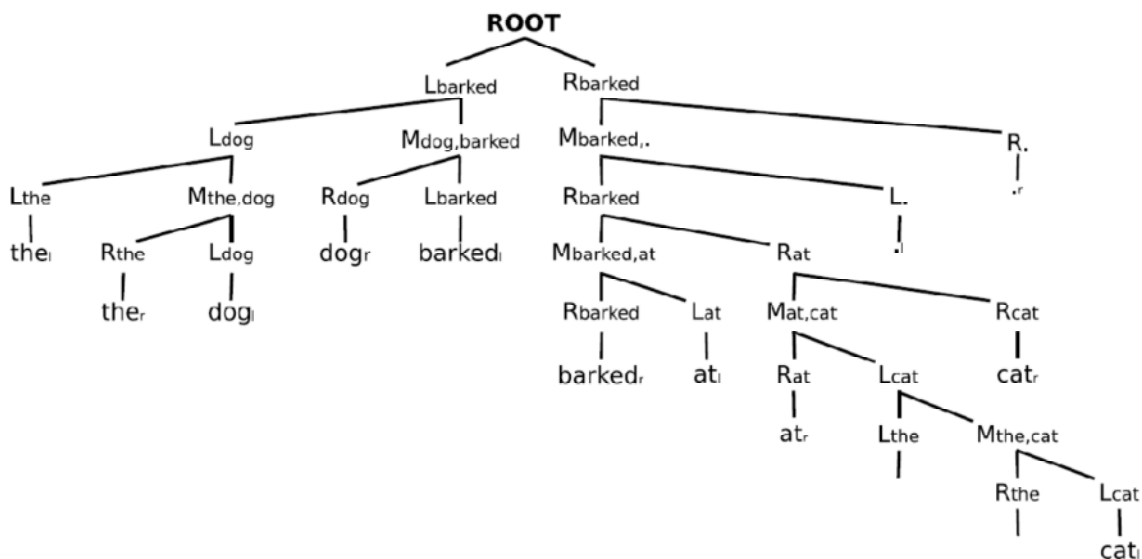 ROOT
Lbarked Rbarked
Ldog Mdog,barked Mbarked,. R.
Lthe Mthe,dog Rdog Lbarked Rbarked L. .r
thel Rthe Ldog dogr barkedl Mbarked,at Rat .l
ther dogl Rbarked Lat Mat,cat Rcat
barkedr atl Rat Lcat catr
atr Lthe Mthe,cat
Rthe Lcat
catl